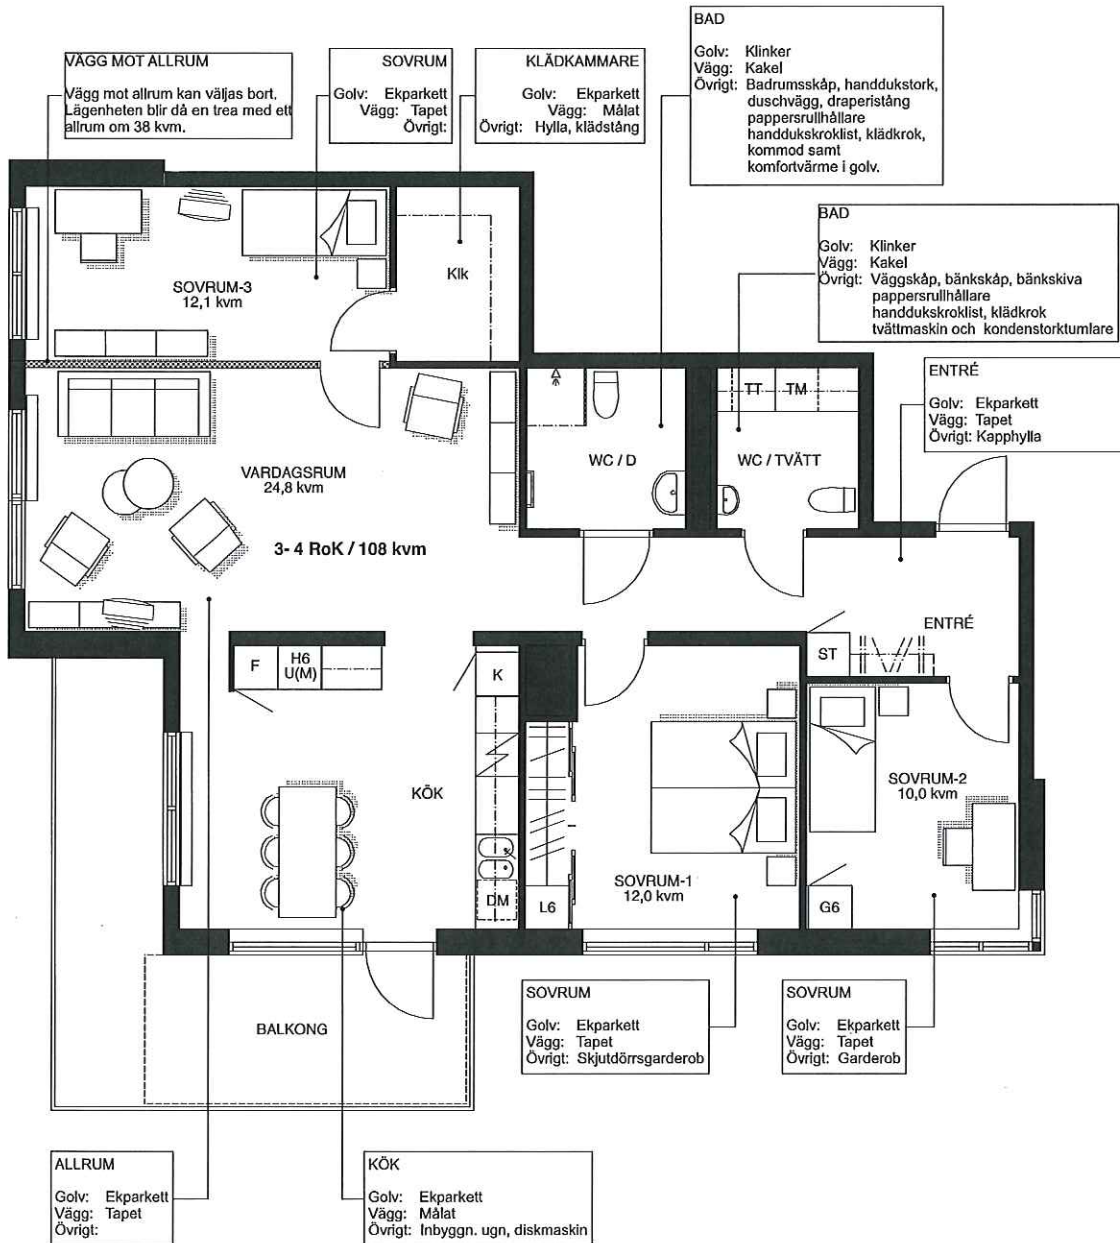 VÄGG MOT ALLRUM
Vägg mot allrum kan väljas bort.
Lägenheten blir då en trea med ett
allrum om 38 kvm.
SOVRUM
Golv: Ekparkett
Vägg: Tapet
Övrigt:
KLÄDKAMMARE
Golv: Ekparkett
Vägg: Målat
Övrigt: Hylla, klädstång
BAD
Golv: Klinker
Vägg: Kakel
Övrigt: Badrumsskåp, handdukstork,
duschvägg, draperistång
pappersrullhållare
handdukskroklist, klädkrok,
kommod samt
komfortvärme i golv.
BAD
Golv: Klinker
Vägg: Kakel
Övrigt: Väggskåp, bänkskåp, bänkskiva
pappersrullhållare
handdukskroklist, klädkrok
tvättmaskin och kondenstorktumlare
ENTRÉ
Golv: Ekparkett
Vägg: Tapet
Övrigt: Kapphylla
SOVRUM-3
12,1 kvm
Klk
TT
TM
WC / D
WC / TVÄTT
VARDAGSRUM
24,8 kvm
3- 4 RoK / 108 kvm
ENTRÉ
ST
F
H6
U(M)
K
KÖK
SOVRUM-2
10,0 kvm
SOVRUM-1
12,0 kvm
DM
L6
G6
BALKONG
SOVRUM
Golv: Ekparkett
Vägg: Tapet
Övrigt: Skjutdörrsgarderob
SOVRUM
Golv: Ekparkett
Vägg: Tapet
Övrigt: Garderob
ALLRUM
Golv: Ekparkett
Vägg: Tapet
Övrigt:
KÖK
Golv: Ekparkett
Vägg: Målat
Övrigt: Inbyggn. ugn, diskmaskin